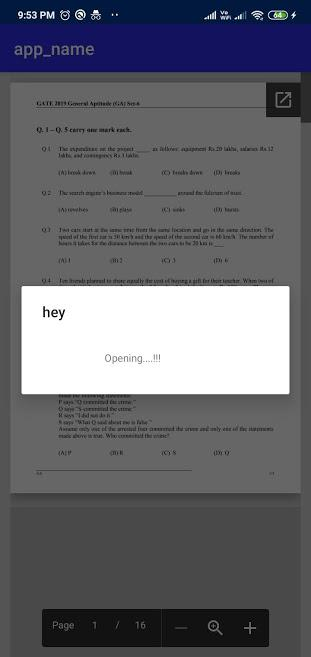 9:53 PM
Vo
WiFi
64
app_name
GATE 2019 General Aptitude (GA) Set-6
Q. 1 – Q. 5 carry one mark each.
Q.1 The expenditure on the project _____ as follows: equipment Rs.20 lakhs, salaries Rs.12
lakhs, and contingency Rs.3 lakhs.
(A) break down (B) break (C) breaks down (D) breaks
Q.2 The search engine's business model _____ around the fulcrum of trust.
(A) revolves (B) plays (C) sinks (D) bursts
Q.3 Two cars start at the same time from the same location and go in the same direction. The
speed of the first car is 50 km/h and the speed of the second car is 60 km/h. The number of
hours it takes for the distance between the two cars to be 20 km is ___
(A) 1 (B) 2 (C) 3 (D) 6
Q.4 Ten friends planned to share equally the cost of buying a gift for their teacher. When two of
hey
Opening....!!!
made the following statements:
P says "Q committed the crime."
Q says "S committed the crime."
R says "I did not do it."
S says "What Q said about me is false."
Assume only one of the arrested four committed the crime and only one of the statements
made above is true. Who committed the crime?
(A) P (B) R (C) S (D) Q
Page 1 / 16